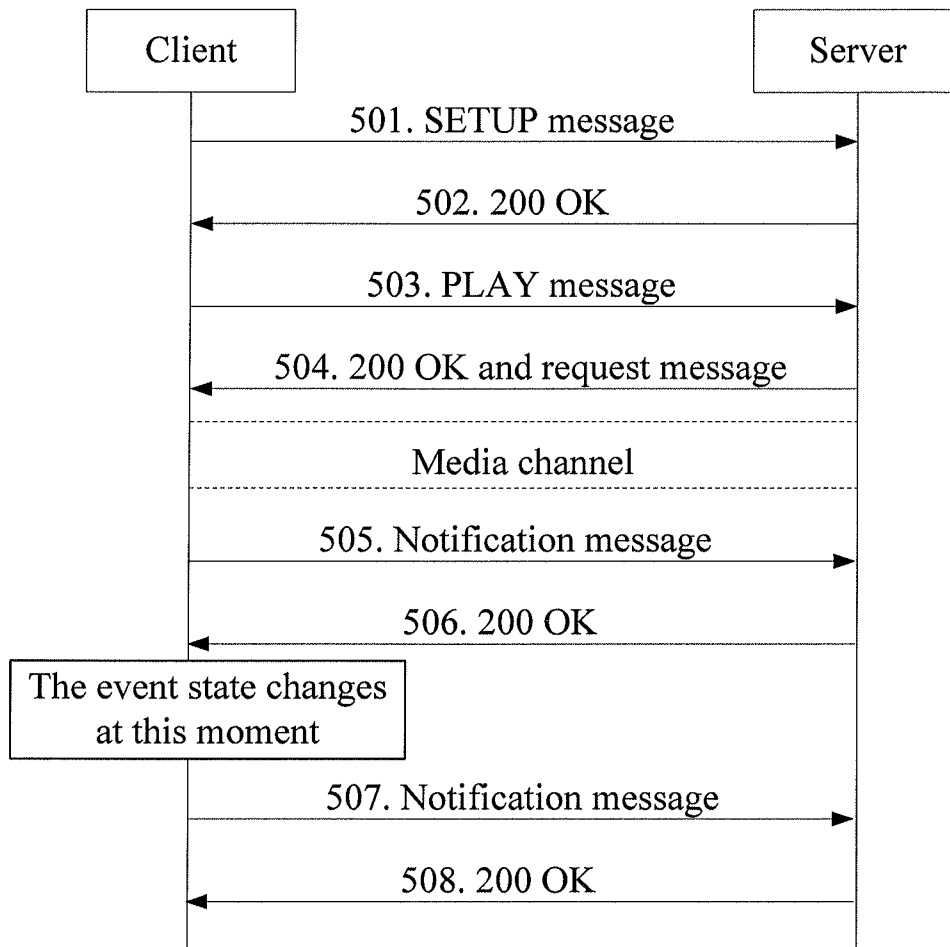 Client
Server
501. SETUP message
502. 200 OK
503. PLAY message
504. 200 OK and request message
Media channel
505. Notification message
506. 200 OK
The event state changes
at this moment
507. Notification message
508. 200 OK